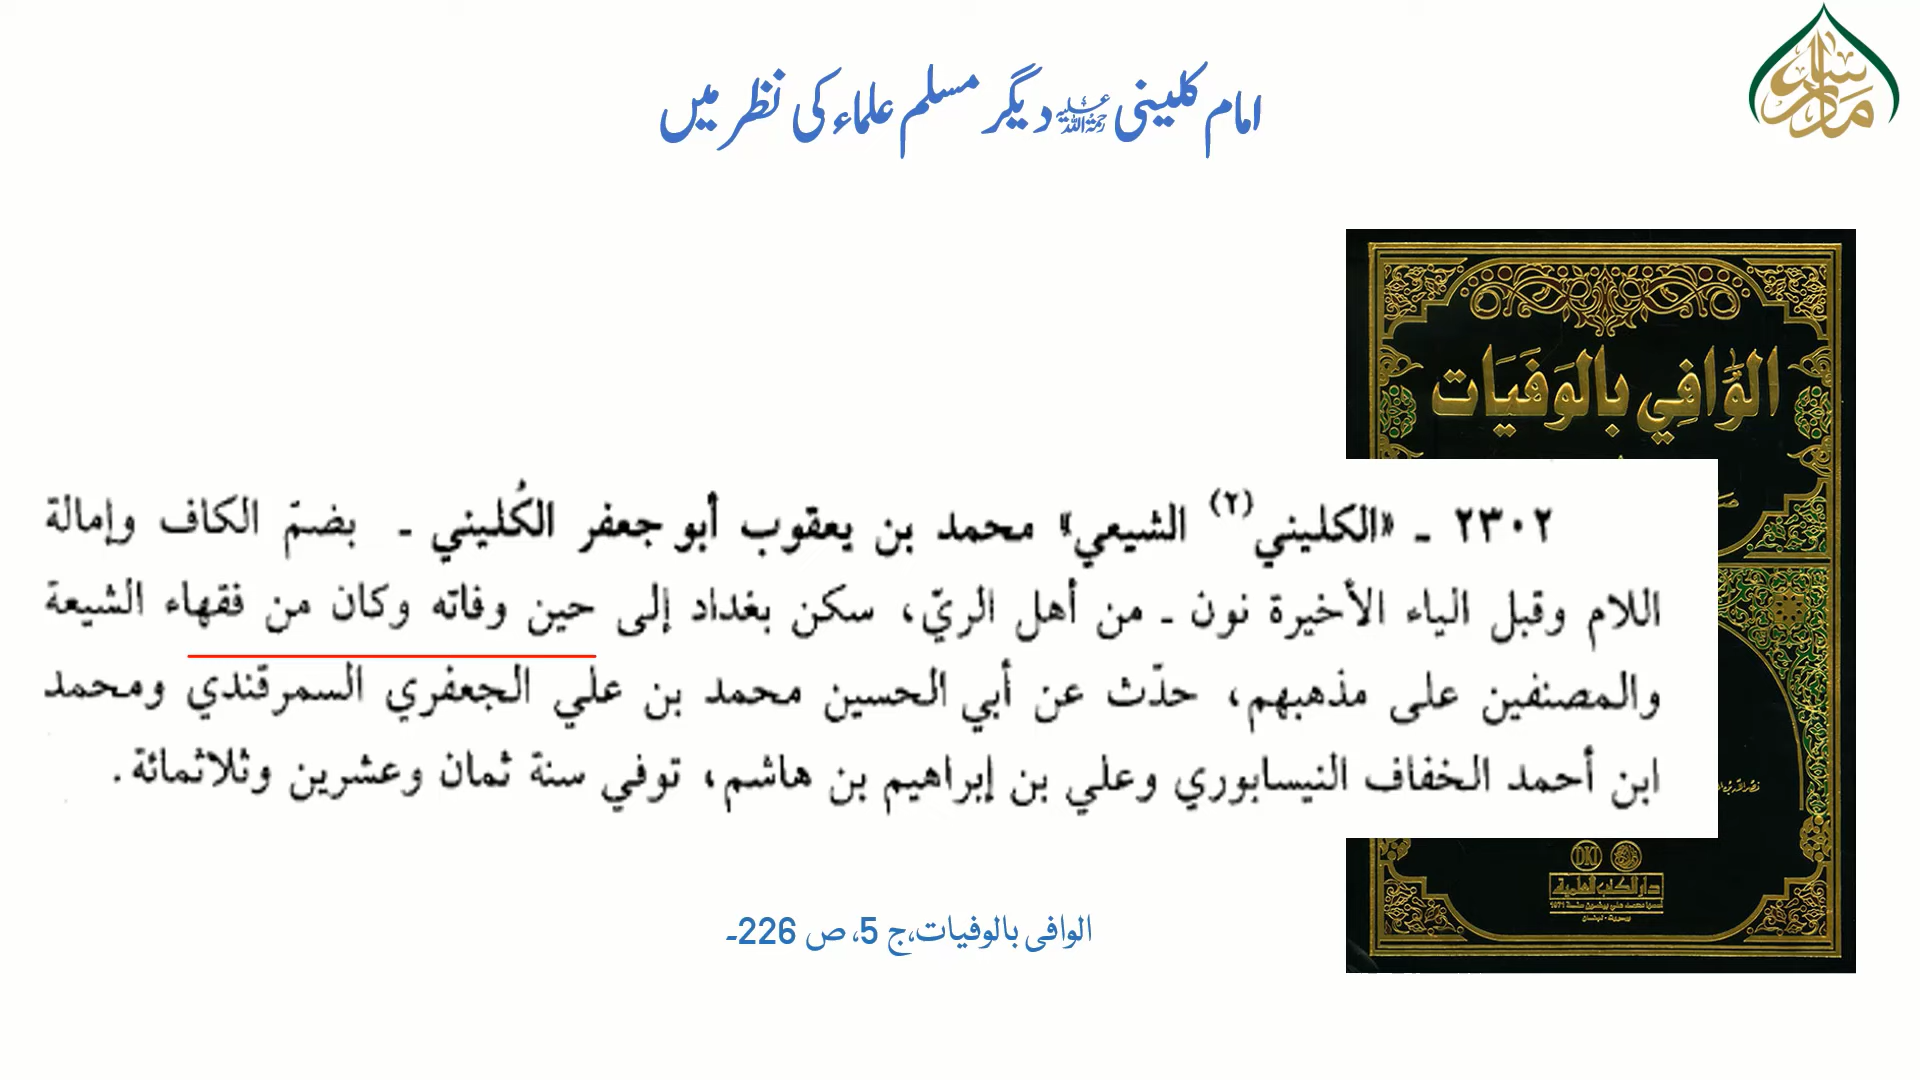 امام کلینی رحمۃ اللہ علیہ دیگر مسلم علماء کی نظر میں
الوَافِي بالوَفيَات
٢٣٠٢ ـ «الكليني(٢) الشيعي» محمد بن يعقوب أبو جعفر الكُليني ـ بضمّ الكاف وإمالة
اللام وقبل الياء الأخيرة نون ـ من أهل الريّ، سكن بغداد إلى حين وفاته وكان من فقهاء الشيعة
والمصنفين على مذهبهم، حدّث عن أبي الحسين محمد بن علي الجعفري السمرقندي ومحمد
ابن أحمد الخفاف النيسابوري وعلي بن إبراهيم بن هاشم، توفي سنة ثمان وعشرين وثلاثمائة.
DKI
دار الكتب العلمية
الوافی بالوفیات،ج 5، ص 226۔